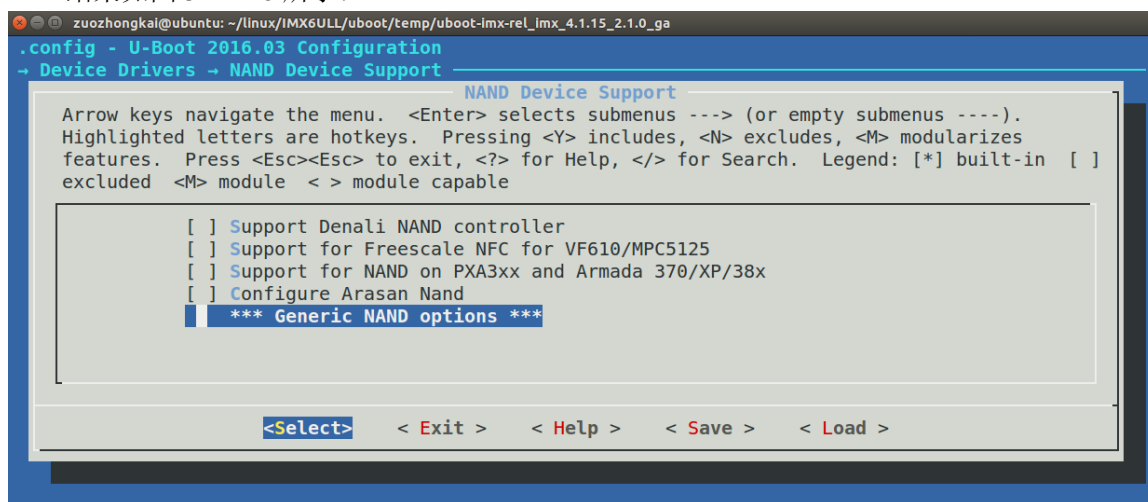 zuozhongkai@ubuntu: ~/linux/IMX6ULL/uboot/temp/uboot-imx-rel_imx_4.1.15_2.1.0_ga
.config - U-Boot 2016.03 Configuration
→ Device Drivers → NAND Device Support
NAND Device Support
Arrow keys navigate the menu.  <Enter> selects submenus ---> (or empty submenus ----).
Highlighted letters are hotkeys.  Pressing <Y> includes, <N> excludes, <M> modularizes
features.  Press <Esc><Esc> to exit, <?> for Help, </> for Search.  Legend: [*] built-in  [ ]
excluded  <M> module  < > module capable
[ ] Support Denali NAND controller
[ ] Support for Freescale NFC for VF610/MPC5125
[ ] Support for NAND on PXA3xx and Armada 370/XP/38x
[ ] Configure Arasan Nand
*** Generic NAND options ***
<Select>    < Exit >    < Help >    < Save >    < Load >